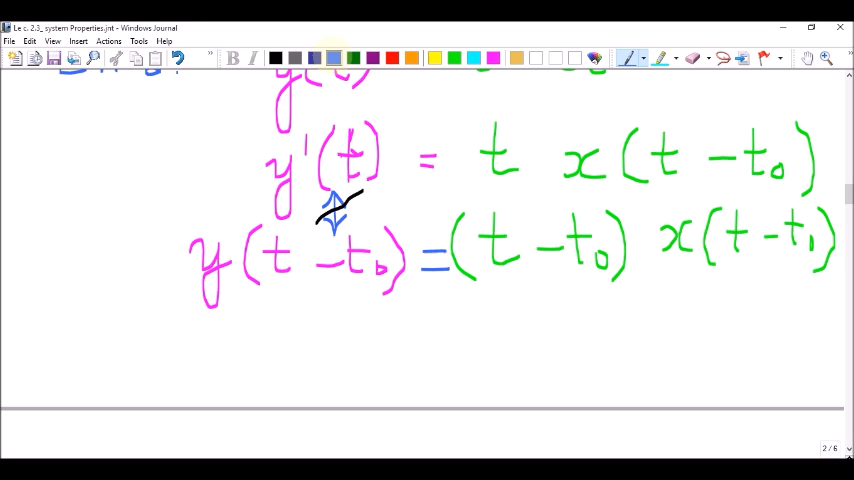 Le c. 2.3_ system Properties.jnt - Windows Journal
File Edit View Insert Actions Tools Help
B I
y'(t) = t x(t - t₀)
y(t - t₀) = (t - t₀) x(t - t₀)
2 / 6